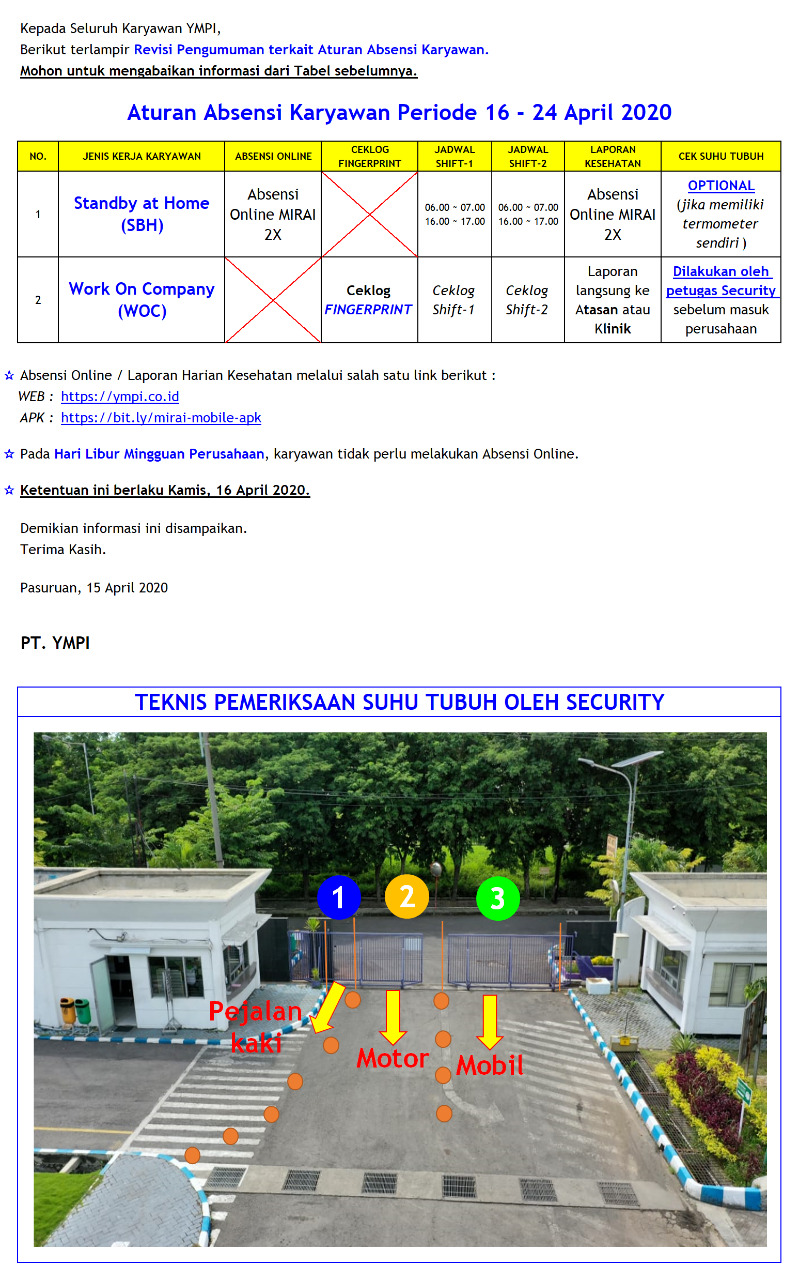 Kepada Seluruh Karyawan YMPI,
Berikut terlampir Revisi Pengumuman terkait Aturan Absensi Karyawan.
Mohon untuk mengabaikan informasi dari Tabel sebelumnya.
Aturan Absensi Karyawan Periode 16 - 24 April 2020
NO. JENIS KERJA KARYAWAN ABSENSI ONLINE CEKLOG FINGERPRINT JADWAL SHIFT-1 JADWAL SHIFT-2 LAPORAN KESEHATAN CEK SUHU TUBUH
1
Standby at Home
(SBH)
Absensi
Online MIRAI
2X
06.00 ~ 07.00
16.00 ~ 17.00
06.00 ~ 07.00
16.00 ~ 17.00
Absensi
Online MIRAI
2X
OPTIONAL
(jika memiliki
termometer
sendiri )
2
Work On Company
(WOC)
Ceklog
FINGERPRINT
Ceklog
Shift-1
Ceklog
Shift-2
Laporan
langsung ke
Atasan atau
Klinik
Dilakukan oleh
petugas Security
sebelum masuk
perusahaan
☆ Absensi Online / Laporan Harian Kesehatan melalui salah satu link berikut :
WEB : https://ympi.co.id
APK : https://bit.ly/mirai-mobile-apk
☆ Pada Hari Libur Mingguan Perusahaan, karyawan tidak perlu melakukan Absensi Online.
☆ Ketentuan ini berlaku Kamis, 16 April 2020.
Demikian informasi ini disampaikan.
Terima Kasih.
Pasuruan, 15 April 2020
PT. YMPI
TEKNIS PEMERIKSAAN SUHU TUBUH OLEH SECURITY
1 2 3
Pejalan
kaki
Motor
Mobil